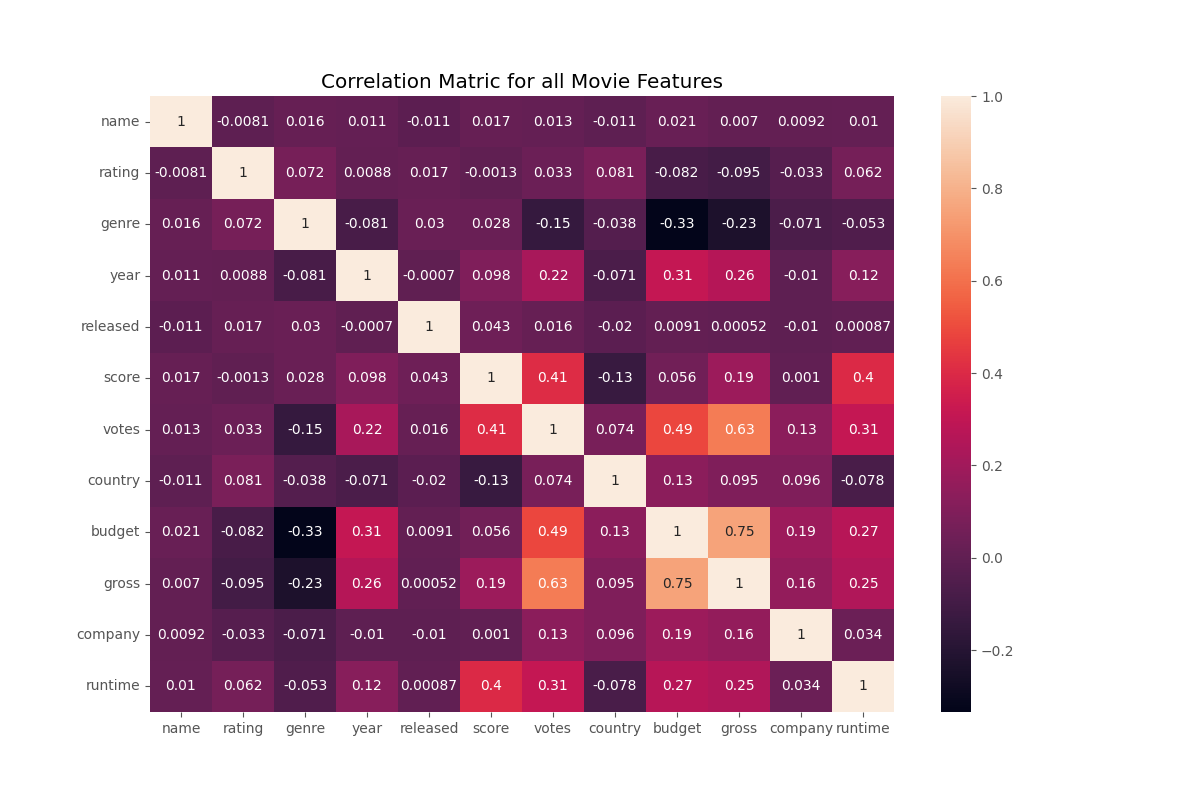 Correlation Matric for all Movie Features
name 1 -0.0081 0.016 0.011 -0.011 0.017 0.013 -0.011 0.021 0.007 0.0092 0.01
rating -0.0081 1 0.072 0.0088 0.017 -0.0013 0.033 0.081 -0.082 -0.095 -0.033 0.062
genre 0.016 0.072 1 -0.081 0.03 0.028 -0.15 -0.038 -0.33 -0.23 -0.071 -0.053
year 0.011 0.0088 -0.081 1 -0.0007 0.098 0.22 -0.071 0.31 0.26 -0.01 0.12
released -0.011 0.017 0.03 -0.0007 1 0.043 0.016 -0.02 0.0091 0.00052 -0.01 0.00087
score 0.017 -0.0013 0.028 0.098 0.043 1 0.41 -0.13 0.056 0.19 0.001 0.4
votes 0.013 0.033 -0.15 0.22 0.016 0.41 1 0.074 0.49 0.63 0.13 0.31
country -0.011 0.081 -0.038 -0.071 -0.02 -0.13 0.074 1 0.13 0.095 0.096 -0.078
budget 0.021 -0.082 -0.33 0.31 0.0091 0.056 0.49 0.13 1 0.75 0.19 0.27
gross 0.007 -0.095 -0.23 0.26 0.00052 0.19 0.63 0.095 0.75 1 0.16 0.25
company 0.0092 -0.033 -0.071 -0.01 -0.01 0.001 0.13 0.096 0.19 0.16 1 0.034
runtime 0.01 0.062 -0.053 0.12 0.00087 0.4 0.31 -0.078 0.27 0.25 0.034 1
name rating genre year released score votes country budget gross company runtime
1.0
0.8
0.6
0.4
0.2
0.0
−0.2